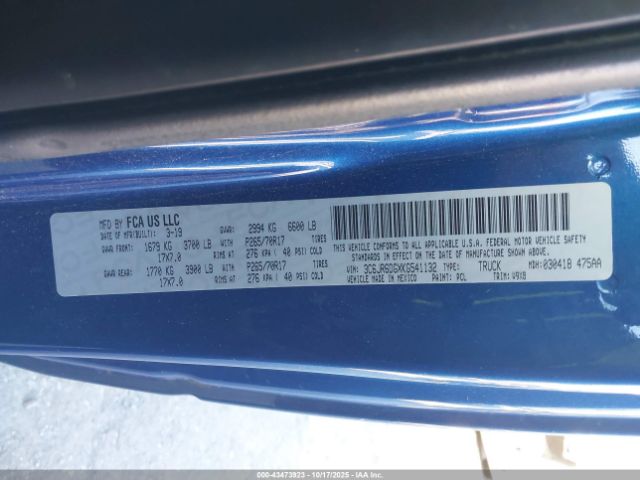 MFD BY FCA US LLC
DATE OF MFR(BUILT): 3-19 GVWR: 2994 KG 6600 LB
GAWR FRONT: 1679 KG 3700 LB WITH P265/70R17 TIRES
17X7.0 RIMS AT 276 KPA ( 40 PSI) COLD
GAWR REAR: 1770 KG 3900 LB WITH P265/70R17 TIRES
17X7.0 RIMS AT 276 KPA ( 40 PSI) COLD
THIS VEHICLE CONFORMS TO ALL APPLICABLE U.S.A. FEDERAL MOTOR VEHICLE SAFETY
STANDARDS IN EFFECT ON THE DATE OF MANUFACTURE SHOWN ABOVE.
VIN: 3C6JR6DGXKG541132 TYPE: TRUCK MDH: 030418 475AA
VEHICLE MADE IN MEXICO PAINT: PCL TRIM: V9X8
000-43473923 | 10/17/2025 | IAAI.COM